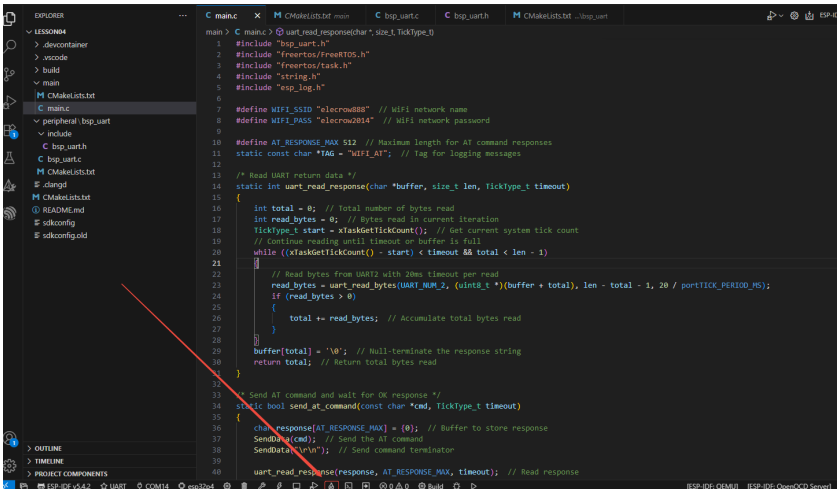 EXPLORER
LESSON04
.devcontainer
.vscode
build
main
CMakeLists.txt
main.c
peripheral \ bsp_uart
include
bsp_uart.h
bsp_uart.c
CMakeLists.txt
.clangd
CMakeLists.txt
README.md
sdkconfig
sdkconfig.old
OUTLINE
TIMELINE
PROJECT COMPONENTS
main.c
CMakeLists.txt main
bsp_uart.c
bsp_uart.h
CMakeLists.txt ...\bsp_uart
main > main.c > uart_read_response(char *, size_t, TickType_t)
1 #include "bsp_uart.h"
2 #include "freertos/FreeRTOS.h"
3 #include "freertos/task.h"
4 #include "string.h"
5 #include "esp_log.h"
6
7 #define WIFI_SSID "elecrow888" // WiFi network name
8 #define WIFI_PASS "elecrow2014" // WiFi network password
9
10 #define AT_RESPONSE_MAX 512 // Maximum length for AT command responses
11 static const char *TAG = "WIFI_AT"; // Tag for logging messages
12
13 /* Read UART return data */
14 static int uart_read_response(char *buffer, size_t len, TickType_t timeout)
15 {
16 int total = 0; // Total number of bytes read
17 int read_bytes = 0; // Bytes read in current iteration
18 TickType_t start = xTaskGetTickCount(); // Get current system tick count
19 // Continue reading until timeout or buffer is full
20 while ((xTaskGetTickCount() - start) < timeout && total < len - 1)
21 {
22 // Read bytes from UART2 with 20ms timeout per read
23 read_bytes = uart_read_bytes(UART_NUM_2, (uint8_t *)(buffer + total), len - total - 1, 20 / portTICK_PERIOD_MS);
24 if (read_bytes > 0)
25 {
26 total += read_bytes; // Accumulate total bytes read
27 }
28 }
29 buffer[total] = '\0'; // Null-terminate the response string
30 return total; // Return total bytes read
31 }
32
33 /* Send AT command and wait for OK response */
34 static bool send_at_command(const char *cmd, TickType_t timeout)
35 {
36 char response[AT_RESPONSE_MAX] = {0}; // Buffer to store response
37 SendData(cmd); // Send the AT command
38 SendData("\r\n"); // Send command terminator
39
40 uart_read_response(response, AT_RESPONSE_MAX, timeout); // Read response
ESP-IDF v5.4.2 UART COM14 esp32p4 0 0 0 Build [ESP-IDF: QEMU] [ESP-IDF: OpenOCD Server]